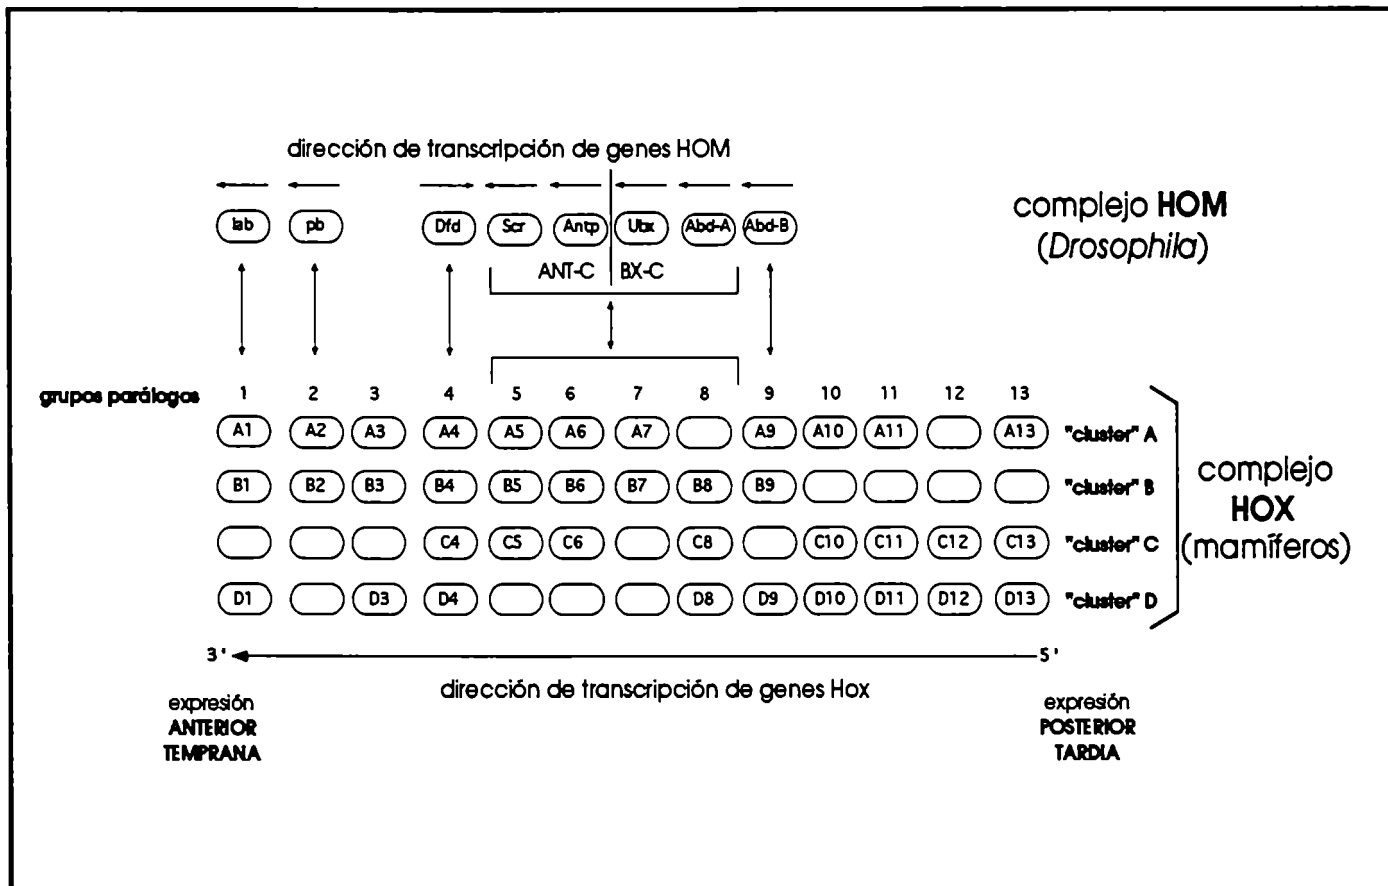 dirección de transcripción de genes HOM
lab pb Dfd Scr Antp Ubx Abd-A Abd-B
complejo HOM
(Drosophila)
ANT-C BX-C
grupos parálogos 1 2 3 4 5 6 7 8 9 10 11 12 13
A1 A2 A3 A4 A5 A6 A7 A9 A10 A11 A13 "cluster" A
B1 B2 B3 B4 B5 B6 B7 B8 B9 "cluster" B
C4 C5 C6 C8 C10 C11 C12 C13 "cluster" C
D1 D3 D4 D8 D9 D10 D11 D12 D13 "cluster" D
complejo
HOX
(mamíferos)
3' 5'
dirección de transcripción de genes Hox
expresión
ANTERIOR
TEMPRANA
expresión
POSTERIOR
TARDIA